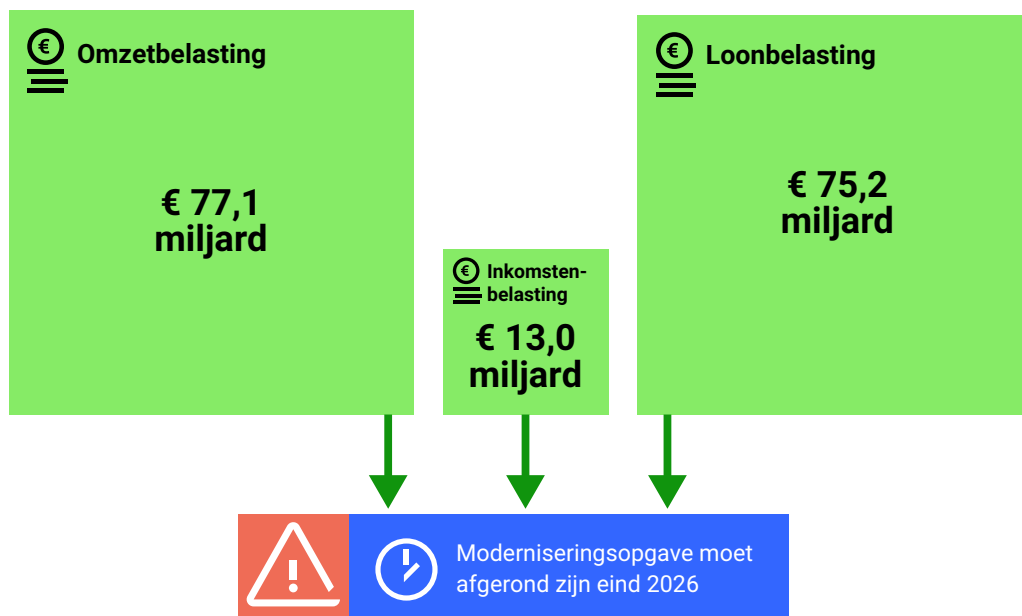 Omzetbelasting
€ 77,1
miljard
Inkomsten-
belasting
€ 13,0
miljard
Loonbelasting
€ 75,2
miljard
Moderniseringsopgave moet
afgerond zijn eind 2026